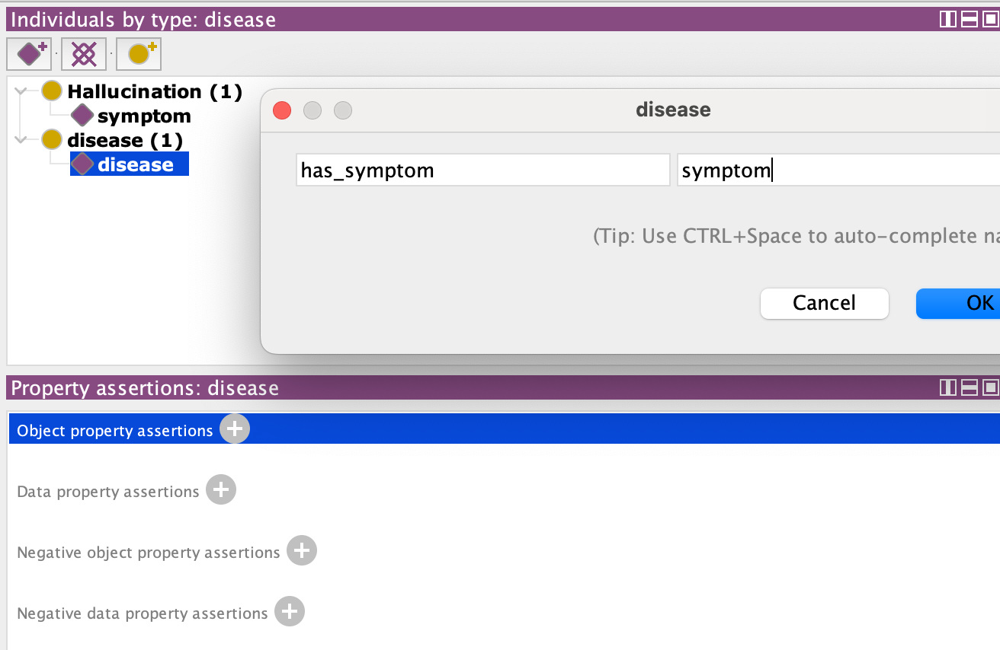 Individuals by type: disease
Hallucination (1)
symptom
disease (1)
disease
disease
has_symptom
symptom
(Tip: Use CTRL+Space to auto-complete na
Cancel
OK
Property assertions: disease
Object property assertions
Data property assertions
Negative object property assertions
Negative data property assertions